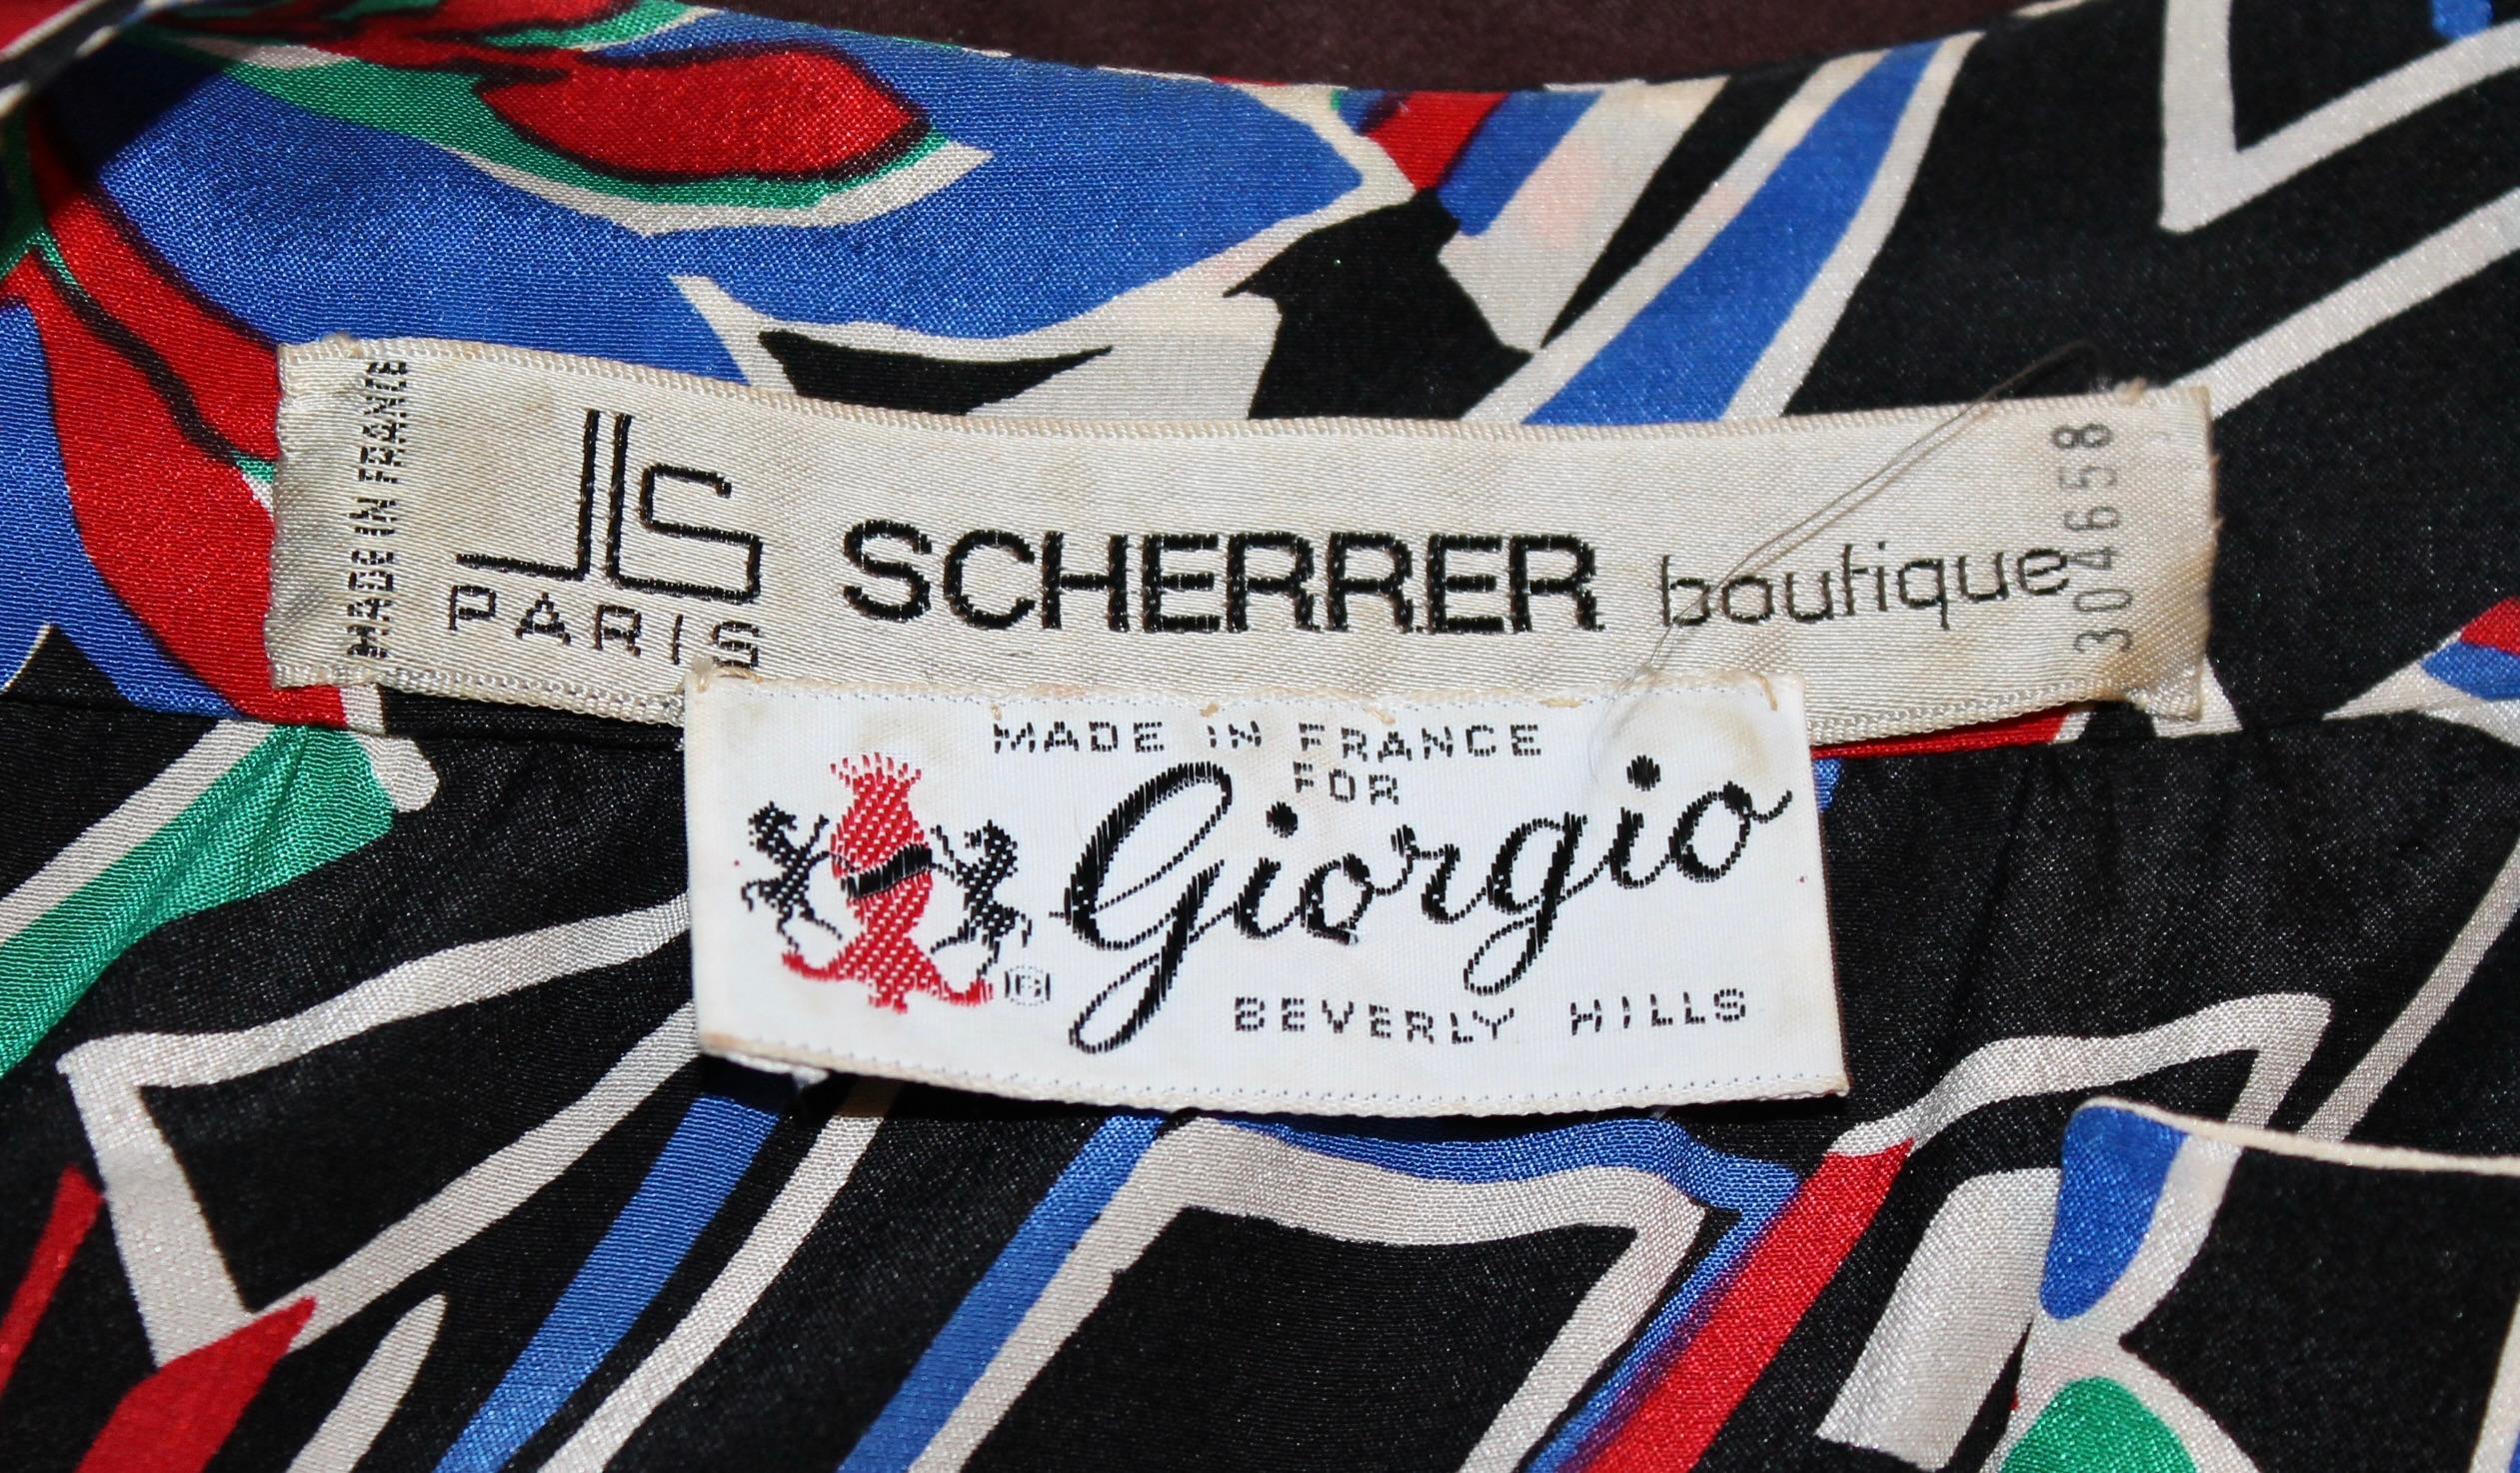 MADE IN FRANCE
JLS
PARIS
SCHERRER boutique
304658
MADE IN FRANCE
FOR
Giorgio
®
BEVERLY HILLS